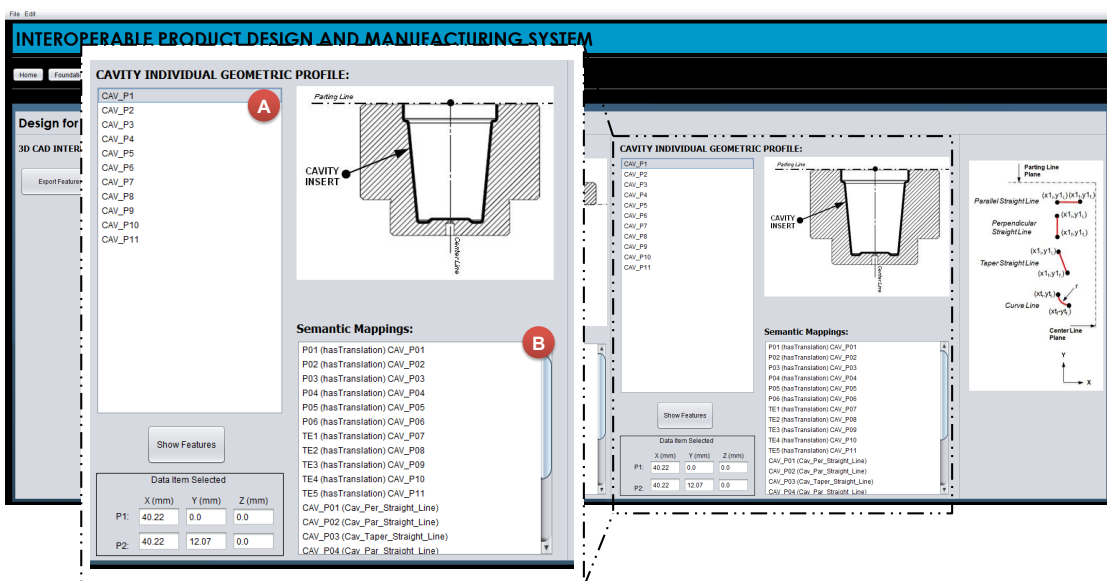 File Edit
INTEROPERABLE PRODUCT DESIGN AND MANUFACTURING SYSTEM
Home
Design for
3D CAD INTER
CAVITY INDIVIDUAL GEOMETRIC PROFILE:
CAV_P1
CAV_P2
CAV_P3
CAV_P4
CAV_P5
CAV_P6
CAV_P7
CAV_P8
CAV_P9
CAV_P10
CAV_P11
A
Parting Line
CAVITY
INSERT
Center Line
Show Features
Data Item Selected
X (mm) Y (mm) Z (mm)
P1: 40.22 0.0 0.0
P2: 40.22 12.07 0.0
Semantic Mappings:
B
P01 (hasTranslation) CAV_P01
P02 (hasTranslation) CAV_P02
P03 (hasTranslation) CAV_P03
P04 (hasTranslation) CAV_P04
P05 (hasTranslation) CAV_P05
P06 (hasTranslation) CAV_P06
TE1 (hasTranslation) CAV_P07
TE2 (hasTranslation) CAV_P08
TE3 (hasTranslation) CAV_P09
TE4 (hasTranslation) CAV_P10
TE5 (hasTranslation) CAV_P11
CAV_P01 (Cav_Per_Straight_Line)
CAV_P02 (Cav_Par_Straight_Line)
CAV_P03 (Cav_Taper_Straight_Line)
CAV_P04 (Cav_Par_Straight_Line)
CAVITY INDIVIDUAL GEOMETRIC PROFILE:
CAV_P1
CAV_P2
CAV_P3
CAV_P4
CAV_P5
CAV_P6
CAV_P7
CAV_P8
CAV_P9
CAV_P10
CAV_P11
Parting Line
CAVITY
INSERT
Center Line
Show Features
Data Item Selected
X (mm) Y (mm) Z (mm)
P1: 40.22 0.0 0.0
P2: 40.22 12.07 0.0
Semantic Mappings:
P01 (hasTranslation) CAV_P01
P02 (hasTranslation) CAV_P02
P03 (hasTranslation) CAV_P03
P04 (hasTranslation) CAV_P04
P05 (hasTranslation) CAV_P05
P06 (hasTranslation) CAV_P06
TE1 (hasTranslation) CAV_P07
TE2 (hasTranslation) CAV_P08
TE3 (hasTranslation) CAV_P09
TE4 (hasTranslation) CAV_P10
TE5 (hasTranslation) CAV_P11
CAV_P01 (Cav_Per_Straight_Line)
CAV_P02 (Cav_Par_Straight_Line)
CAV_P03 (Cav_Taper_Straight_Line)
CAV_P04 (Cav_Par_Straight_Line)
Parting Line
Plane
Parallel Straight Line
Perpendicular
Straight Line
Taper Straight Line
r
Curve Line
Center Line
Plane
Y
X